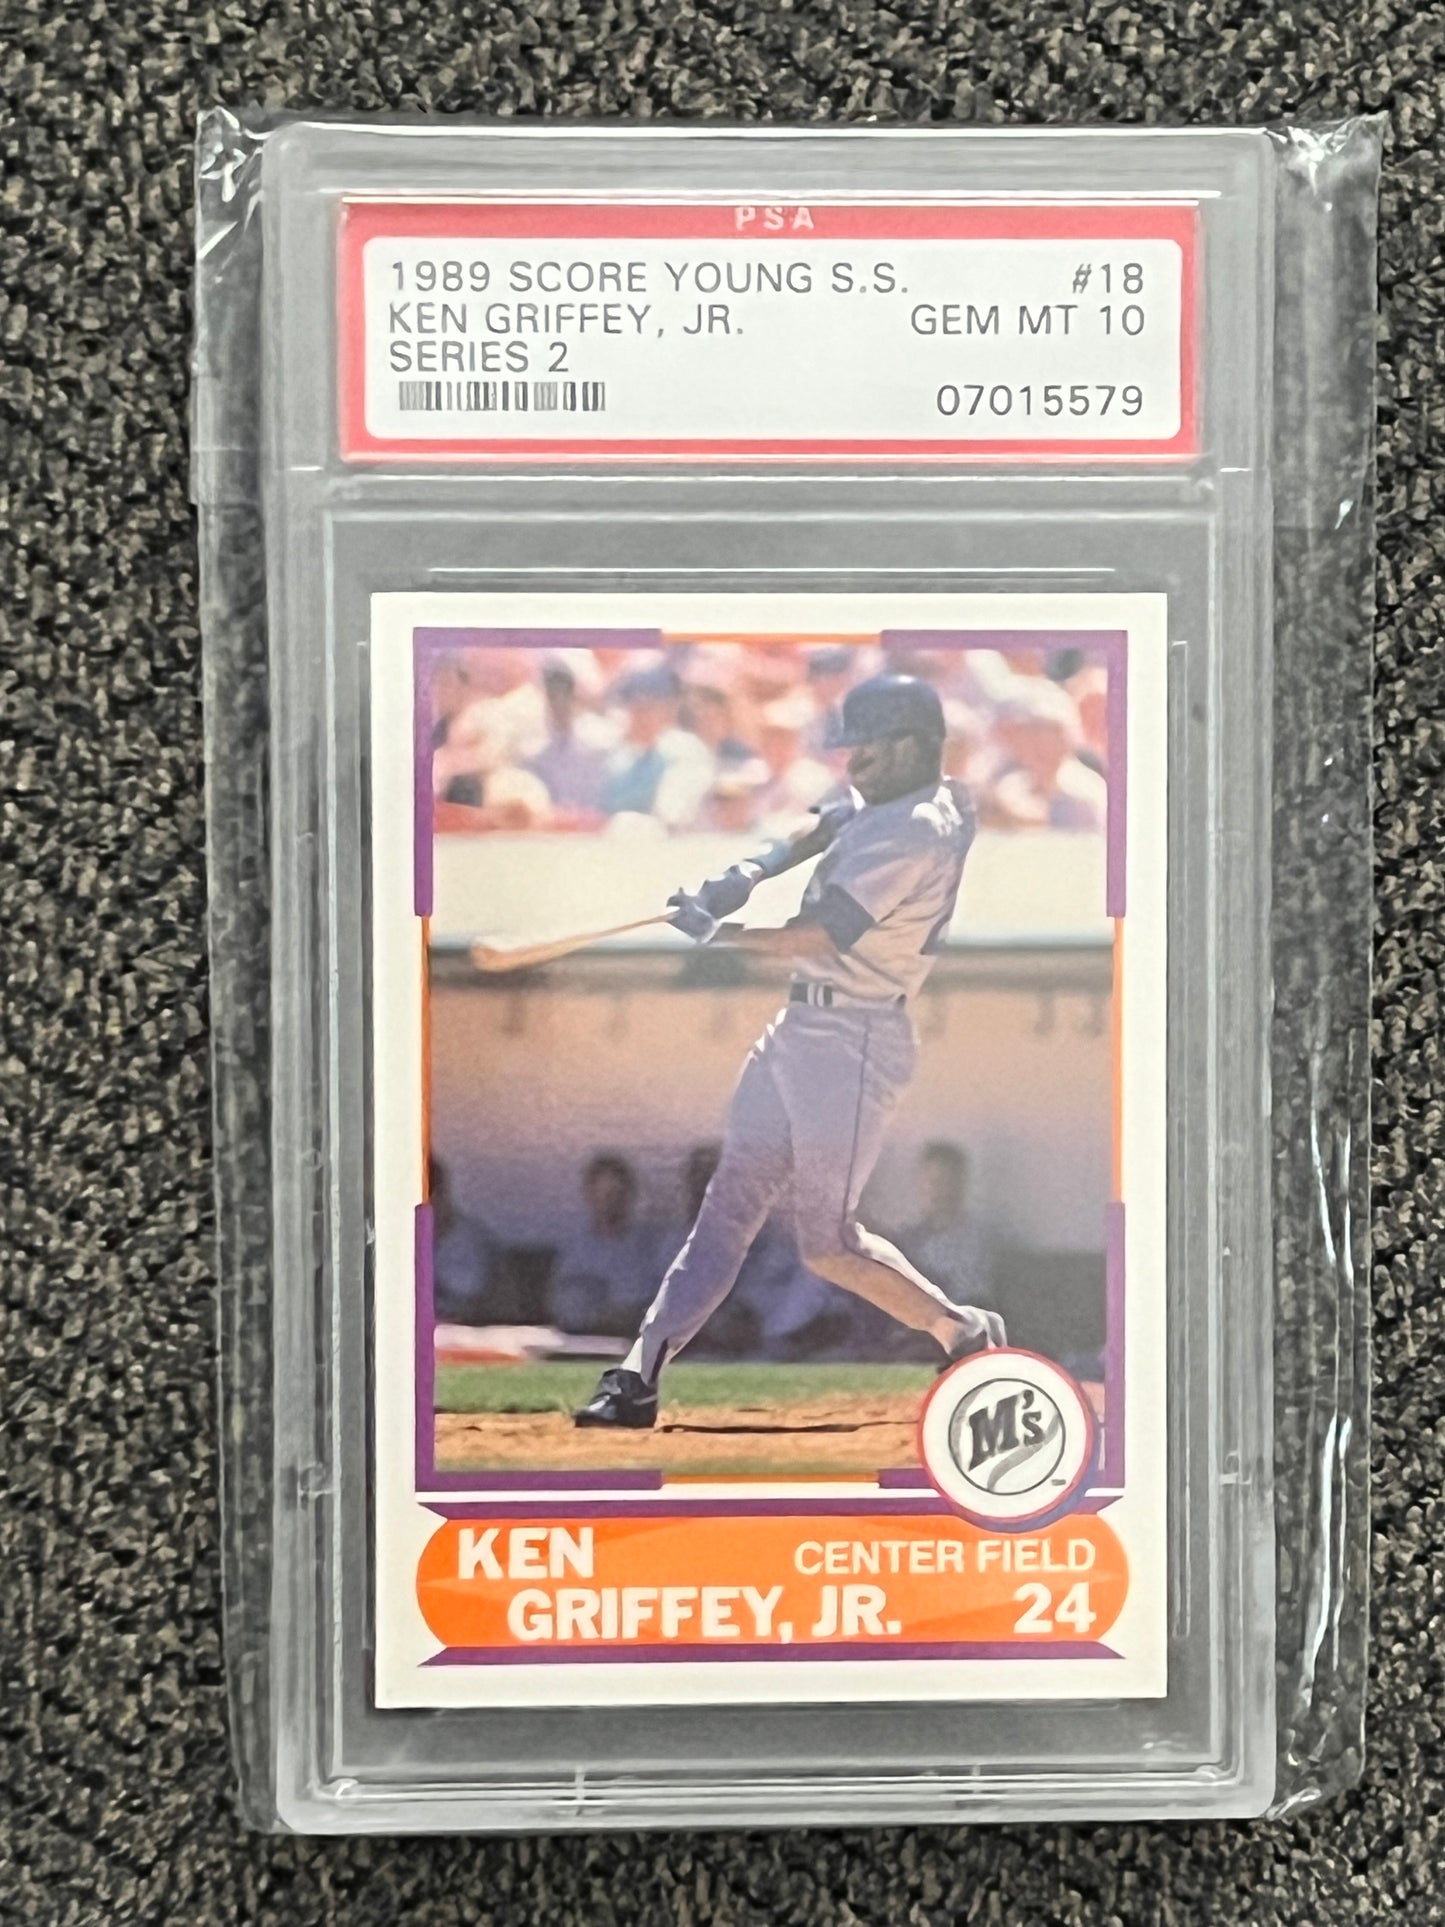 PSA
1989 SCORE YOUNG S.S. #18
KEN GRIFFEY, JR. GEM MT 10
SERIES 2
07015579
M's
KEN CENTER FIELD
GRIFFEY, JR. 24